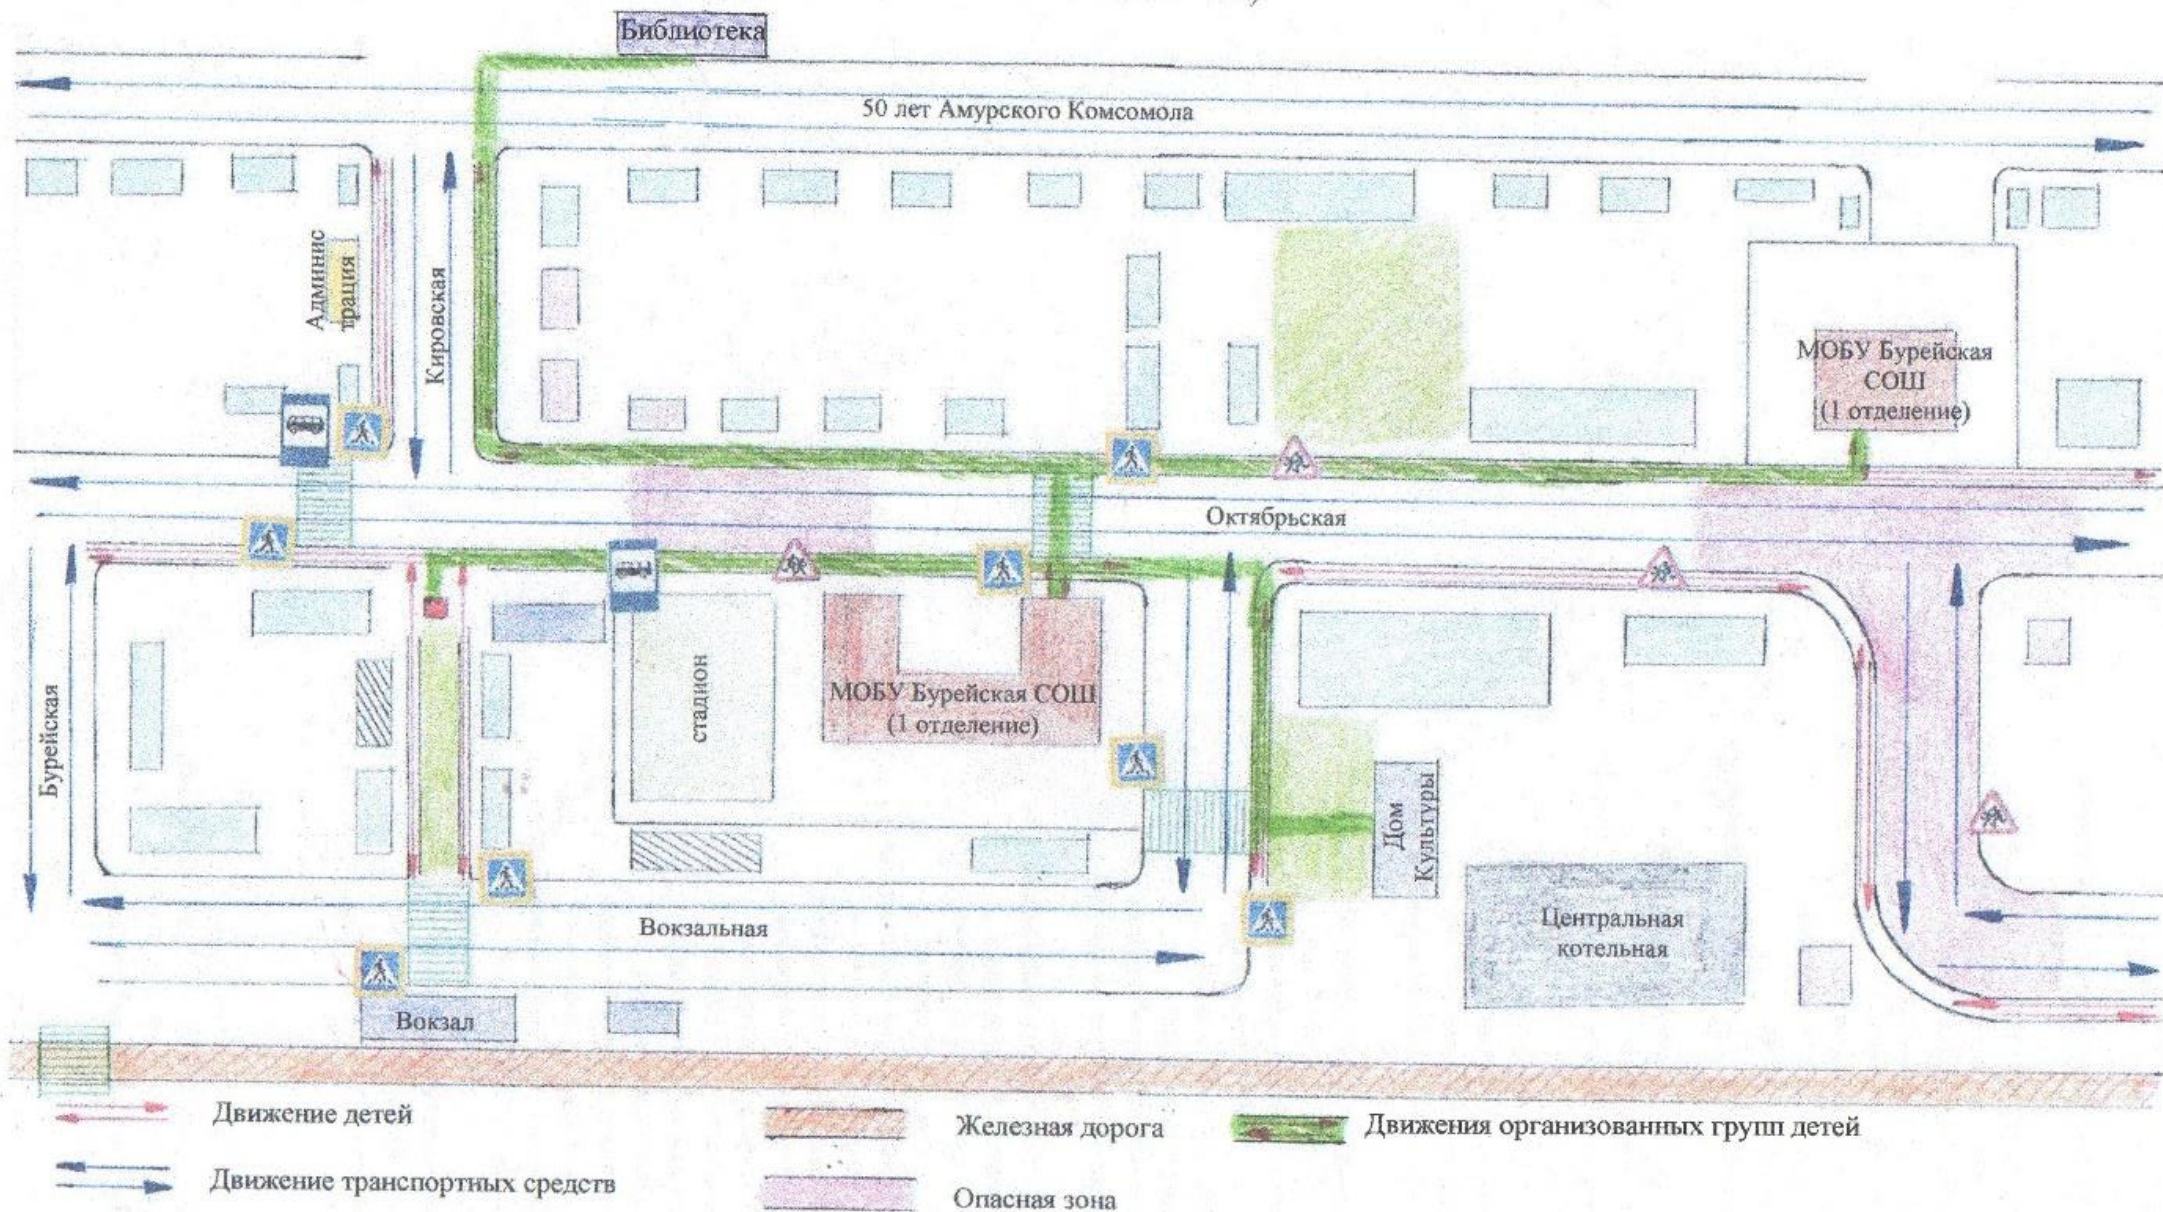 Библиотека
50 лет Амурского Комсомола
Админис
трация
Кировская
МОБУ Бурейская
СОШ
(1 отделение)
Октябрьская
Бурейская
стадион
МОБУ Бурейская СОШ
(1 отделение)
Дом
Культуры
Центральная
котельная
Вокзальная
Вокзал
Движение детей
Железная дорога
Движения организованных групп детей
Движение транспортных средств
Опасная зона